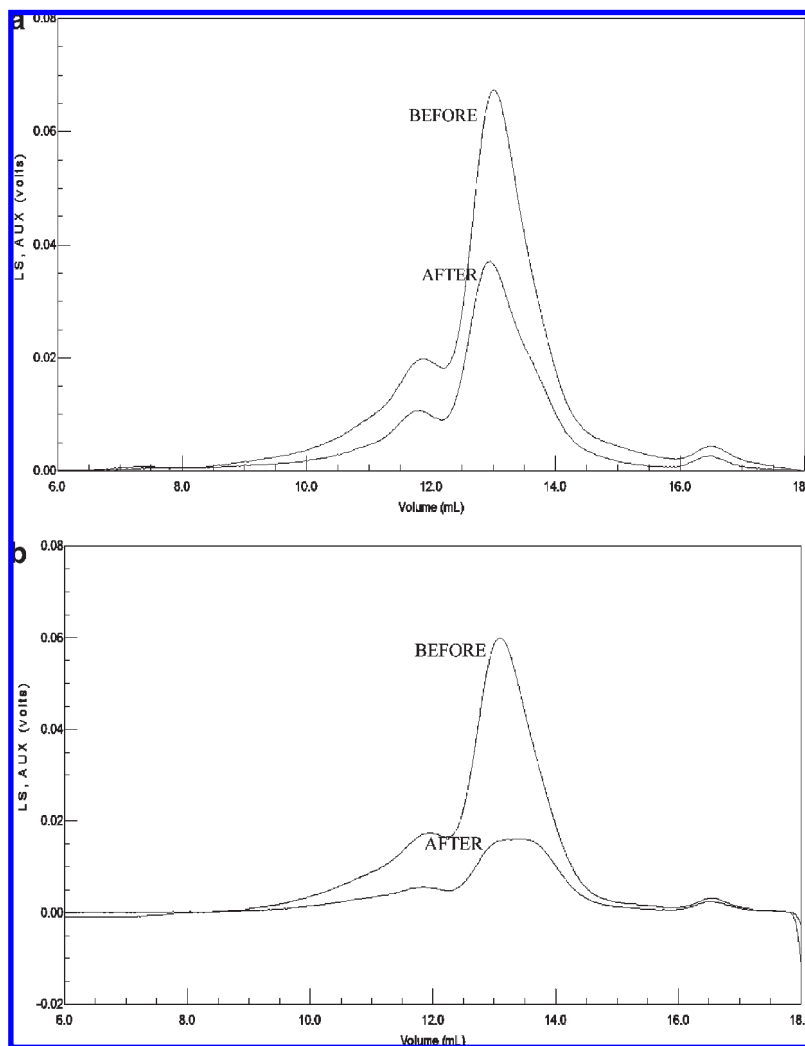 a
0.08
BEFORE
0.06
LS, AUX (volts)
0.04
AFTER
0.02
0.00
6.0 8.0 10.0 12.0 14.0 16.0 18.
Volume (mL)
b
0.08
0.06
BEFORE
LS, AUX (volts)
0.04
0.02
AFTER
0.00
-0.02
6.0 8.0 10.0 12.0 14.0 16.0 18.
Volume (mL)